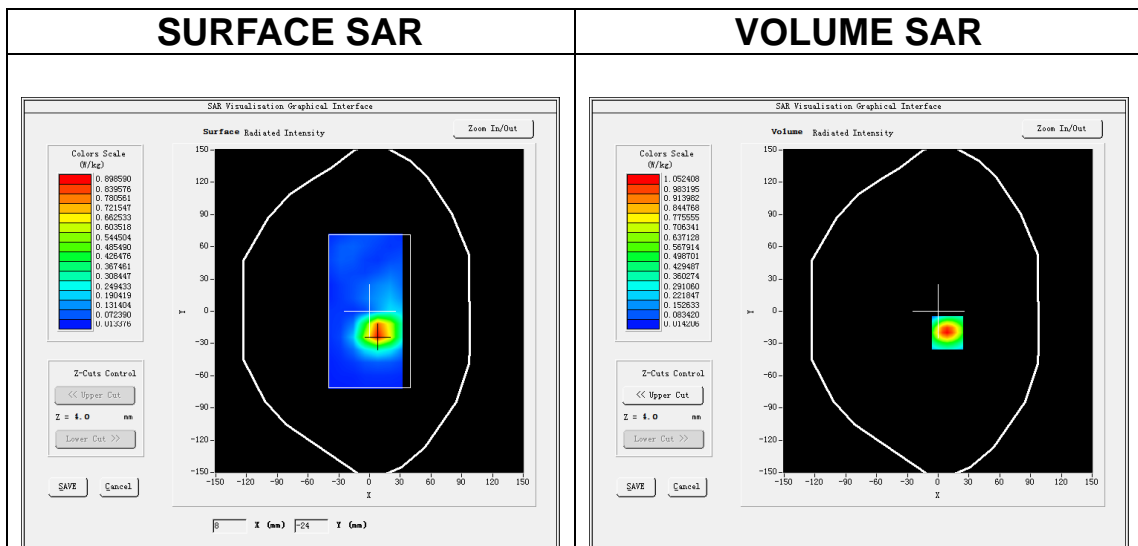 SURFACE SAR
VOLUME SAR
SAR Visualisation Graphical Interface
Surface Radiated Intensity
Zoom In/Out
Colors Scale
(W/kg)
0.898590
0.839576
0.780561
0.721547
0.662533
0.603518
0.544504
0.485490
0.426476
0.367461
0.308447
0.249433
0.190419
0.131404
0.072390
0.013376
Z-Cuts Control
<< Upper Cut
Z = 4.0 mm
Lower Cut >>
SAVE Cancel
150
120
90
60
30
0
-30
-60
-90
-120
-150
Y
-150 -120 -90 -60 -30 0 30 60 90 120 150
X
8 X (mm) -24 Y (mm)
SAR Visualisation Graphical Interface
Volume Radiated Intensity
Zoom In/Out
Colors Scale
(W/kg)
1.052408
0.983195
0.913982
0.844768
0.775555
0.706341
0.637128
0.567914
0.498701
0.429487
0.360274
0.291060
0.221847
0.152633
0.083420
0.014206
Z-Cuts Control
<< Upper Cut
Z = 4.0 mm
Lower Cut >>
SAVE Cancel
150
120
90
60
30
0
-30
-60
-90
-120
-150
Y
-150 -120 -90 -60 -30 0 30 60 90 120 150
X